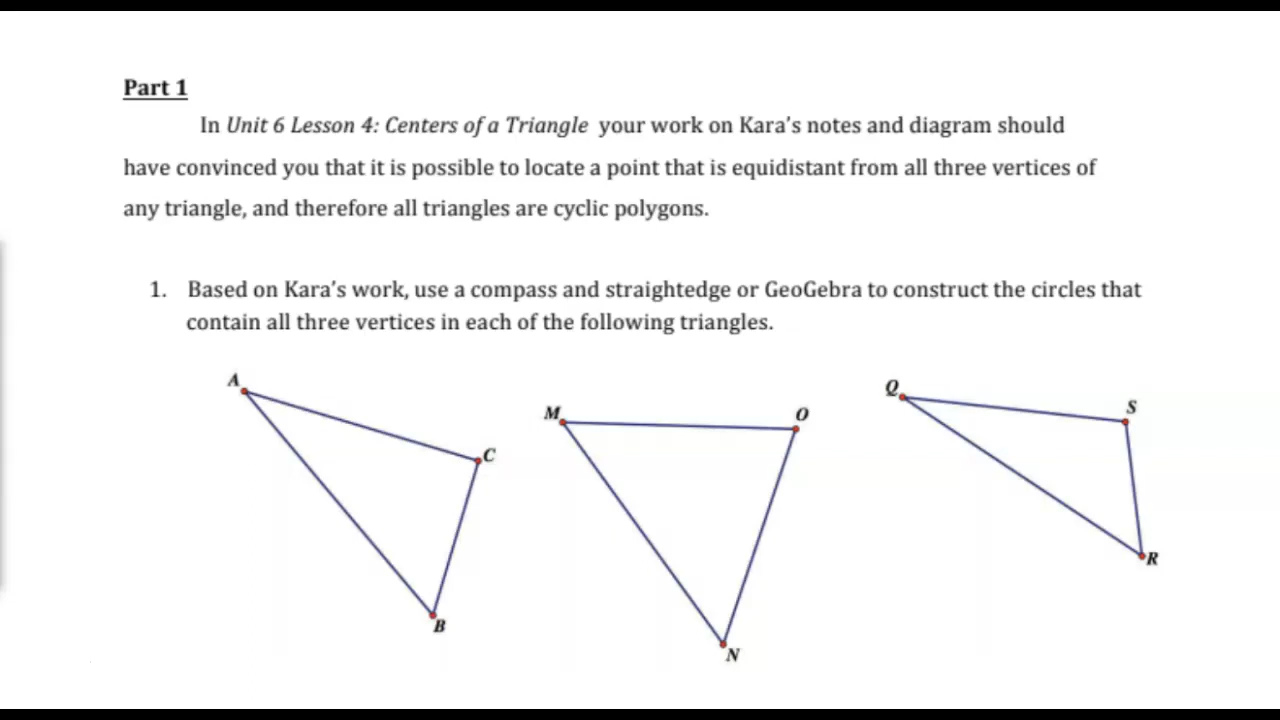 Part 1
In Unit 6 Lesson 4: Centers of a Triangle your work on Kara's notes and diagram should
have convinced you that it is possible to locate a point that is equidistant from all three vertices of
any triangle, and therefore all triangles are cyclic polygons.
1. Based on Kara's work, use a compass and straightedge or GeoGebra to construct the circles that
contain all three vertices in each of the following triangles.
A
C
B
M
O
N
Q
S
R